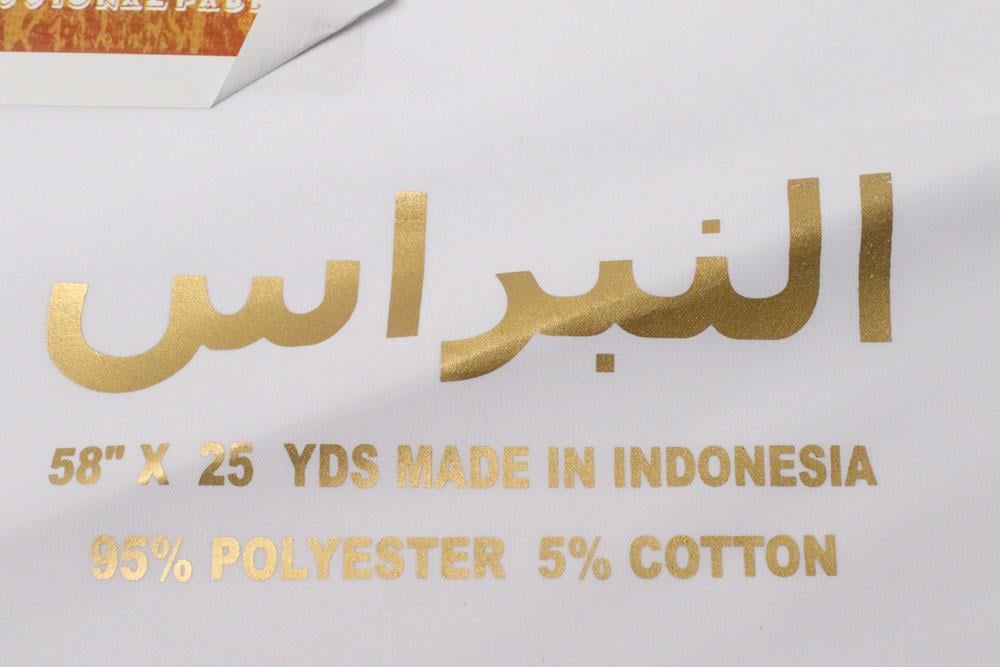 النبراس
58" X 25 YDS MADE IN INDONESIA
95% POLYESTER 5% COTTON